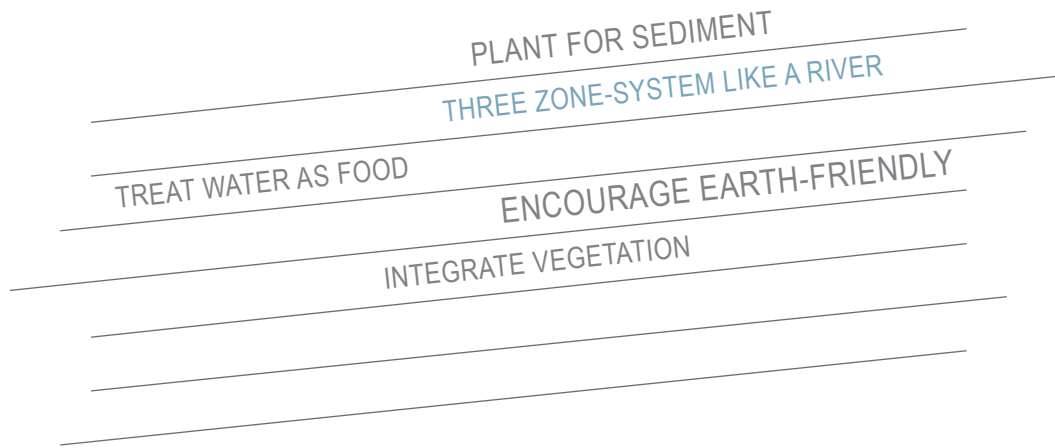 PLANT FOR SEDIMENT
THREE ZONE-SYSTEM LIKE A RIVER
TREAT WATER AS FOOD
ENCOURAGE EARTH-FRIENDLY
INTEGRATE VEGETATION